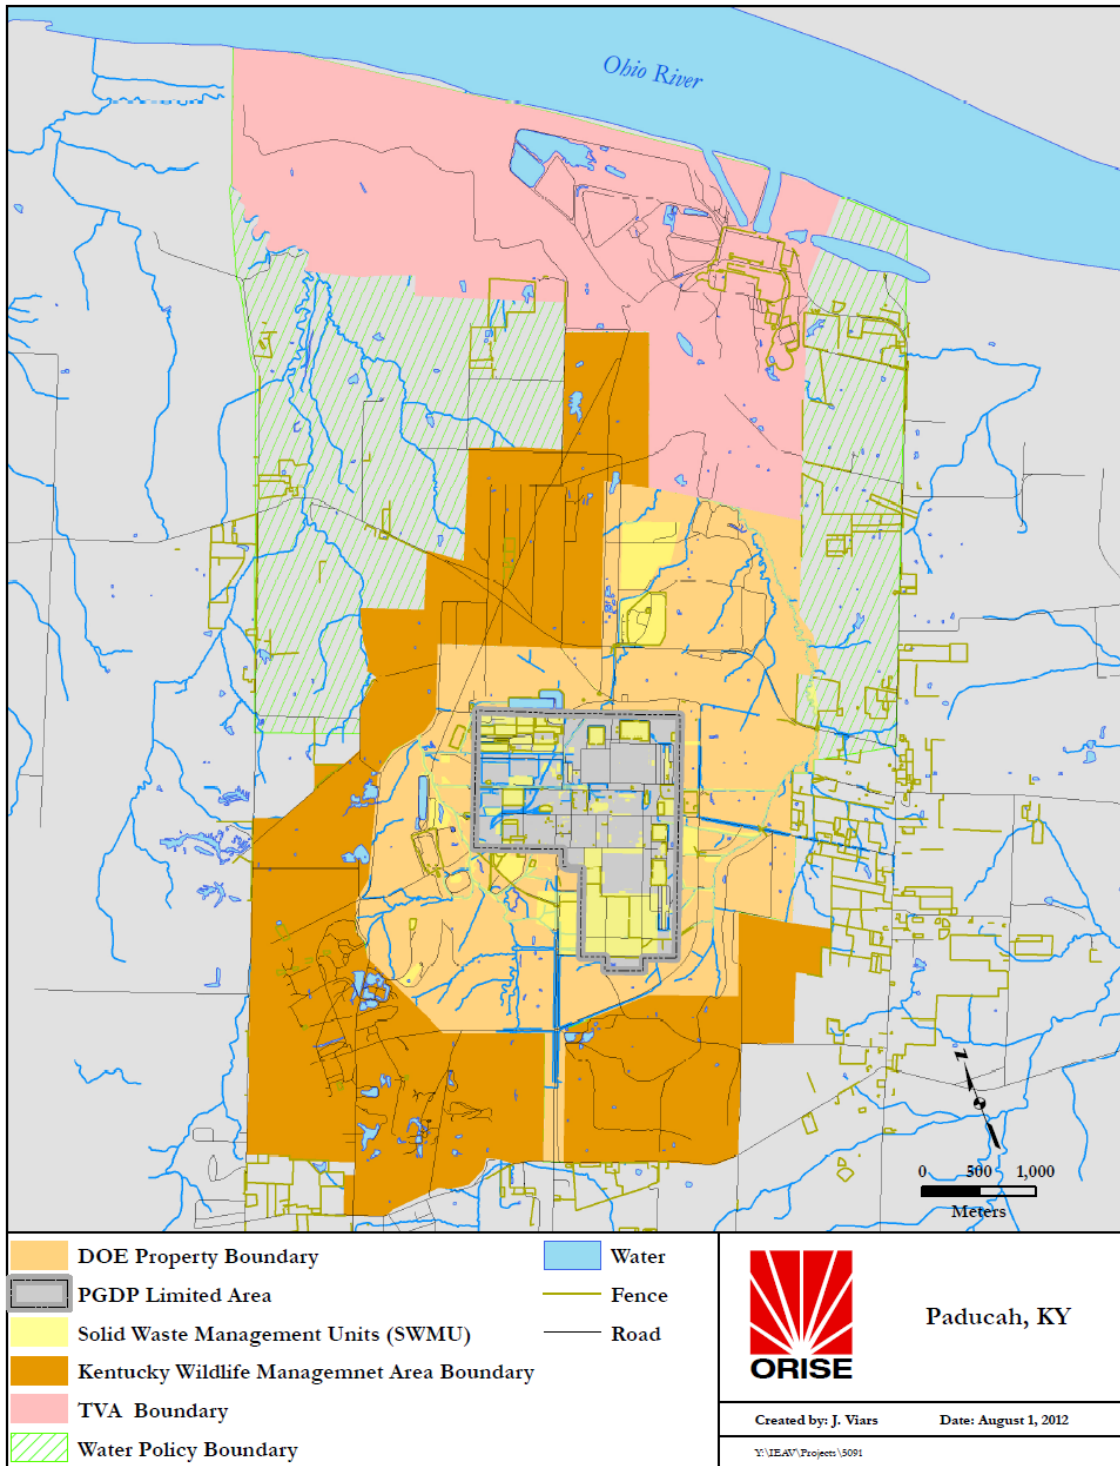 Ohio River
N
0 500 1,000
Meters
DOE Property Boundary
PGDP Limited Area
Solid Waste Management Units (SWMU)
Kentucky Wildlife Managemnet Area Boundary
TVA Boundary
Water Policy Boundary
Water
Fence
Road
ORISE
Paducah, KY
Created by: J. Viars Date: August 1, 2012
Y:\IEAV\Projects\5091